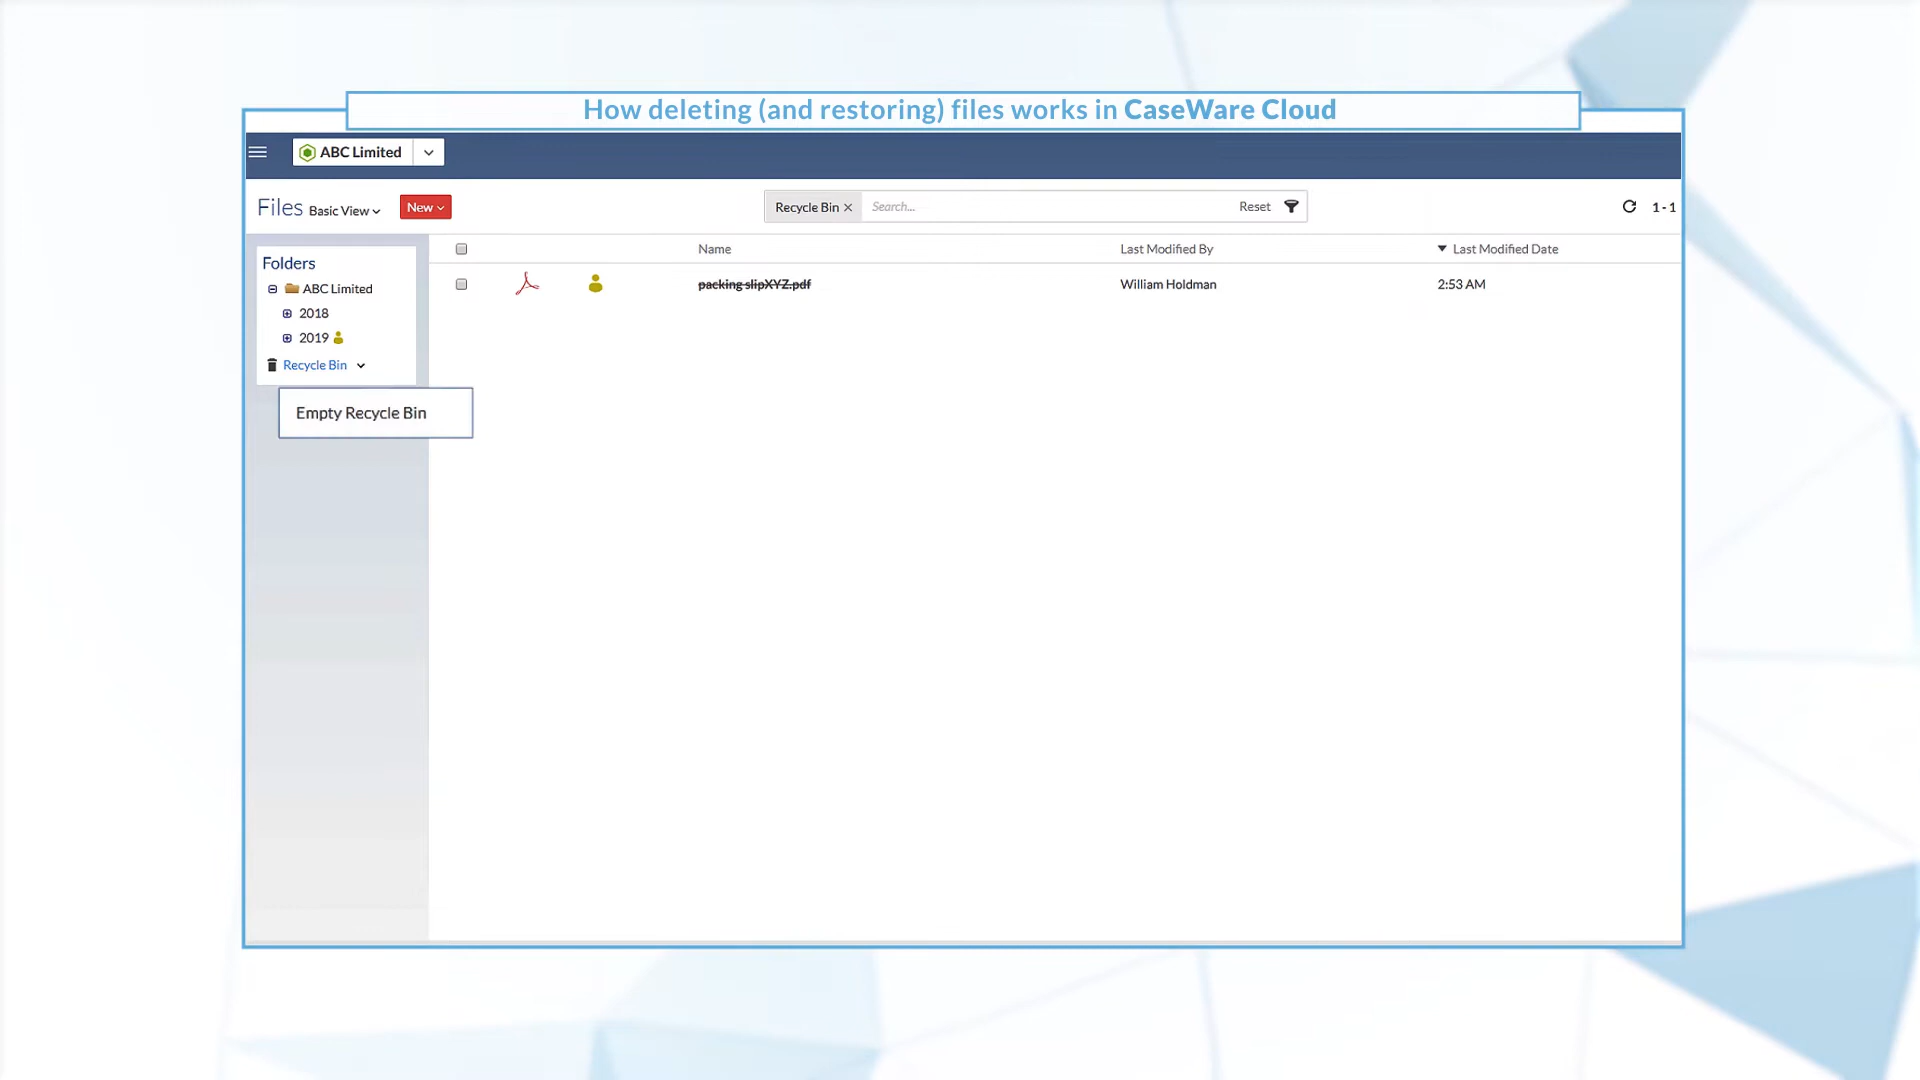 How deleting (and restoring) files works in CaseWare Cloud
ABC Limited
Files Basic View New
Recycle Bin × Search... Reset
1 - 1
Folders
Name Last Modified By Last Modified Date
ABC Limited
packing slipXYZ.pdf William Holdman 2:53 AM
2018
2019
Recycle Bin
Empty Recycle Bin